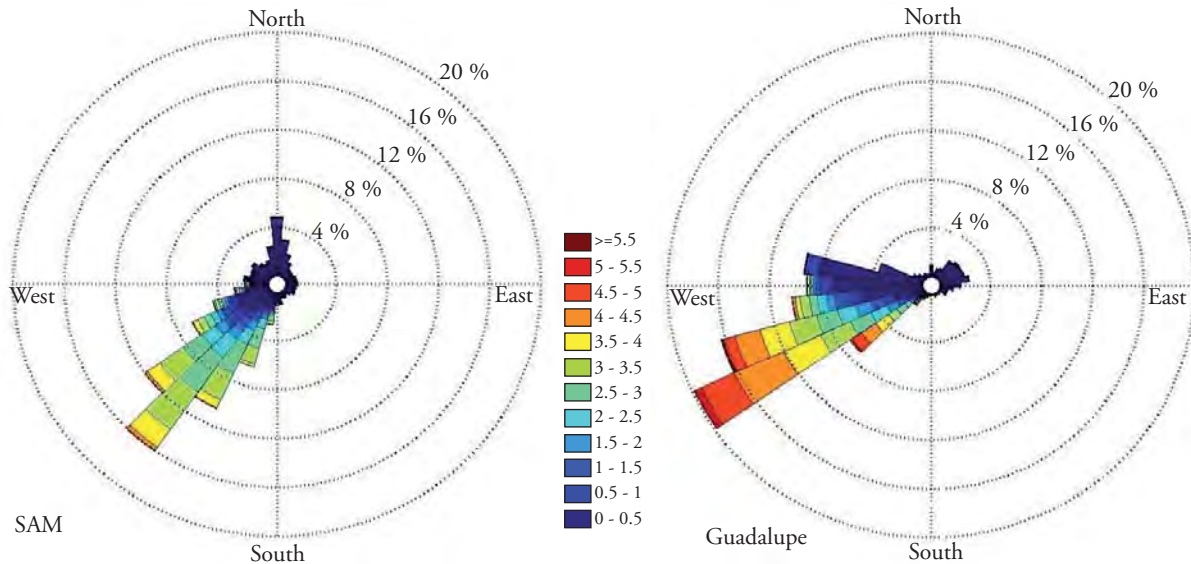 North
20 %
16 %
12 %
8 %
4 %
West
East
South
SAM
>=5.5
5 - 5.5
4.5 - 5
4 - 4.5
3.5 - 4
3 - 3.5
2.5 - 3
2 - 2.5
1.5 - 2
1 - 1.5
0.5 - 1
0 - 0.5
North
20 %
16 %
12 %
8 %
4 %
West
East
South
Guadalupe